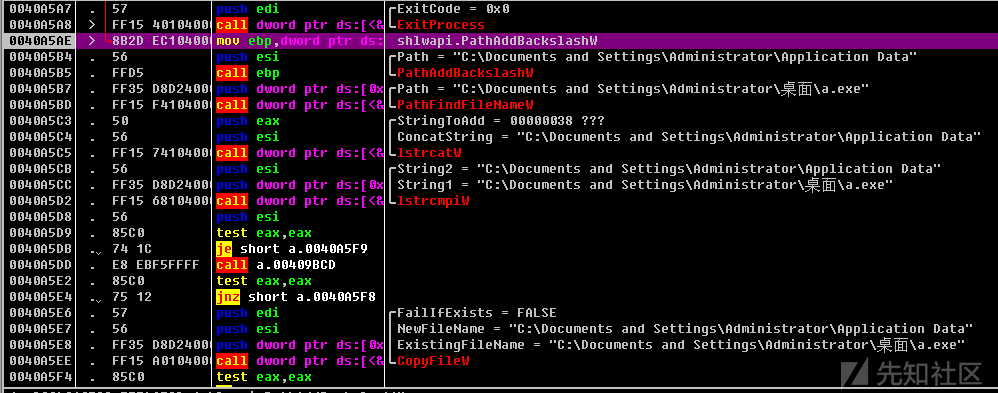 0040A5A7 . 57 push edi ┌ExitCode = 0x0
0040A5A8 > FF15 4010400 call dword ptr ds:[<& └ExitProcess
0040A5AE > 8B2D EC10400 mov ebp,dword ptr ds: shlwapi.PathAddBackslashW
0040A5B4 . 56 push esi ┌Path = "C:\Documents and Settings\Administrator\Application Data"
0040A5B5 . FFD5 call ebp └PathAddBackslashW
0040A5B7 . FF35 D8D2400 push dword ptr ds:[0x ┌Path = "C:\Documents and Settings\Administrator\桌面\a.exe"
0040A5BD . FF15 F410400 call dword ptr ds:[<& └PathFindFileNameW
0040A5C3 . 50 push eax ┌StringToAdd = 00000038 ???
0040A5C4 . 56 push esi │ConcatString = "C:\Documents and Settings\Administrator\Application Data"
0040A5C5 . FF15 7410400 call dword ptr ds:[<& └lstrcatW
0040A5CB . 56 push esi ┌String2 = "C:\Documents and Settings\Administrator\Application Data"
0040A5CC . FF35 D8D2400 push dword ptr ds:[0x │String1 = "C:\Documents and Settings\Administrator\桌面\a.exe"
0040A5D2 . FF15 6810400 call dword ptr ds:[<& └lstrcmpiW
0040A5D8 . 56 push esi
0040A5D9 . 85C0 test eax,eax
0040A5DB . 74 1C je short a.0040A5F9
0040A5DD . E8 EBF5FFFF call a.00409BCD
0040A5E2 . 85C0 test eax,eax
0040A5E4 . 75 12 jnz short a.0040A5F8
0040A5E6 . 57 push edi ┌FailIfExists = FALSE
0040A5E7 . 56 push esi │NewFileName = "C:\Documents and Settings\Administrator\Application Data"
0040A5E8 . FF35 D8D2400 push dword ptr ds:[0x │ExistingFileName = "C:\Documents and Settings\Administrator\桌面\a.exe"
0040A5EE . FF15 A010400 call dword ptr ds:[<& └CopyFileW
0040A5F4 . 85C0 test eax,eax
先知社区